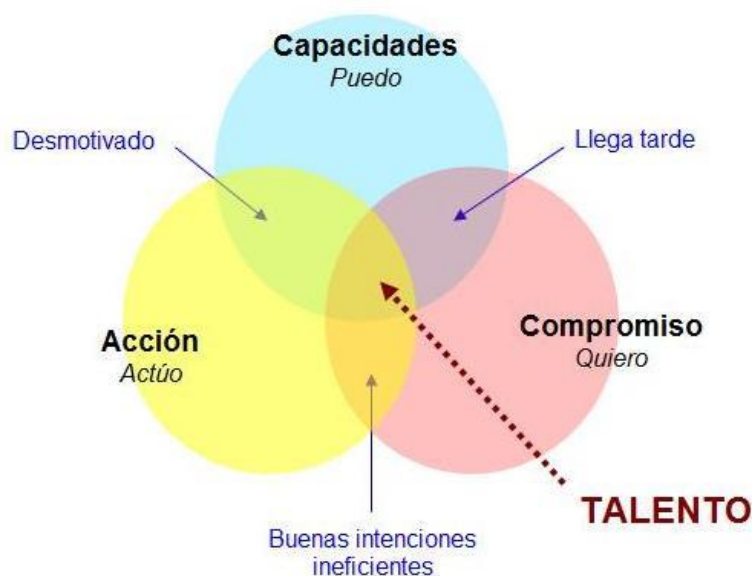 Capacidades
Puedo
Desmotivado
Llega tarde
Acción
Actúo
Compromiso
Quiero
TALENTO
Buenas intenciones
ineficientes